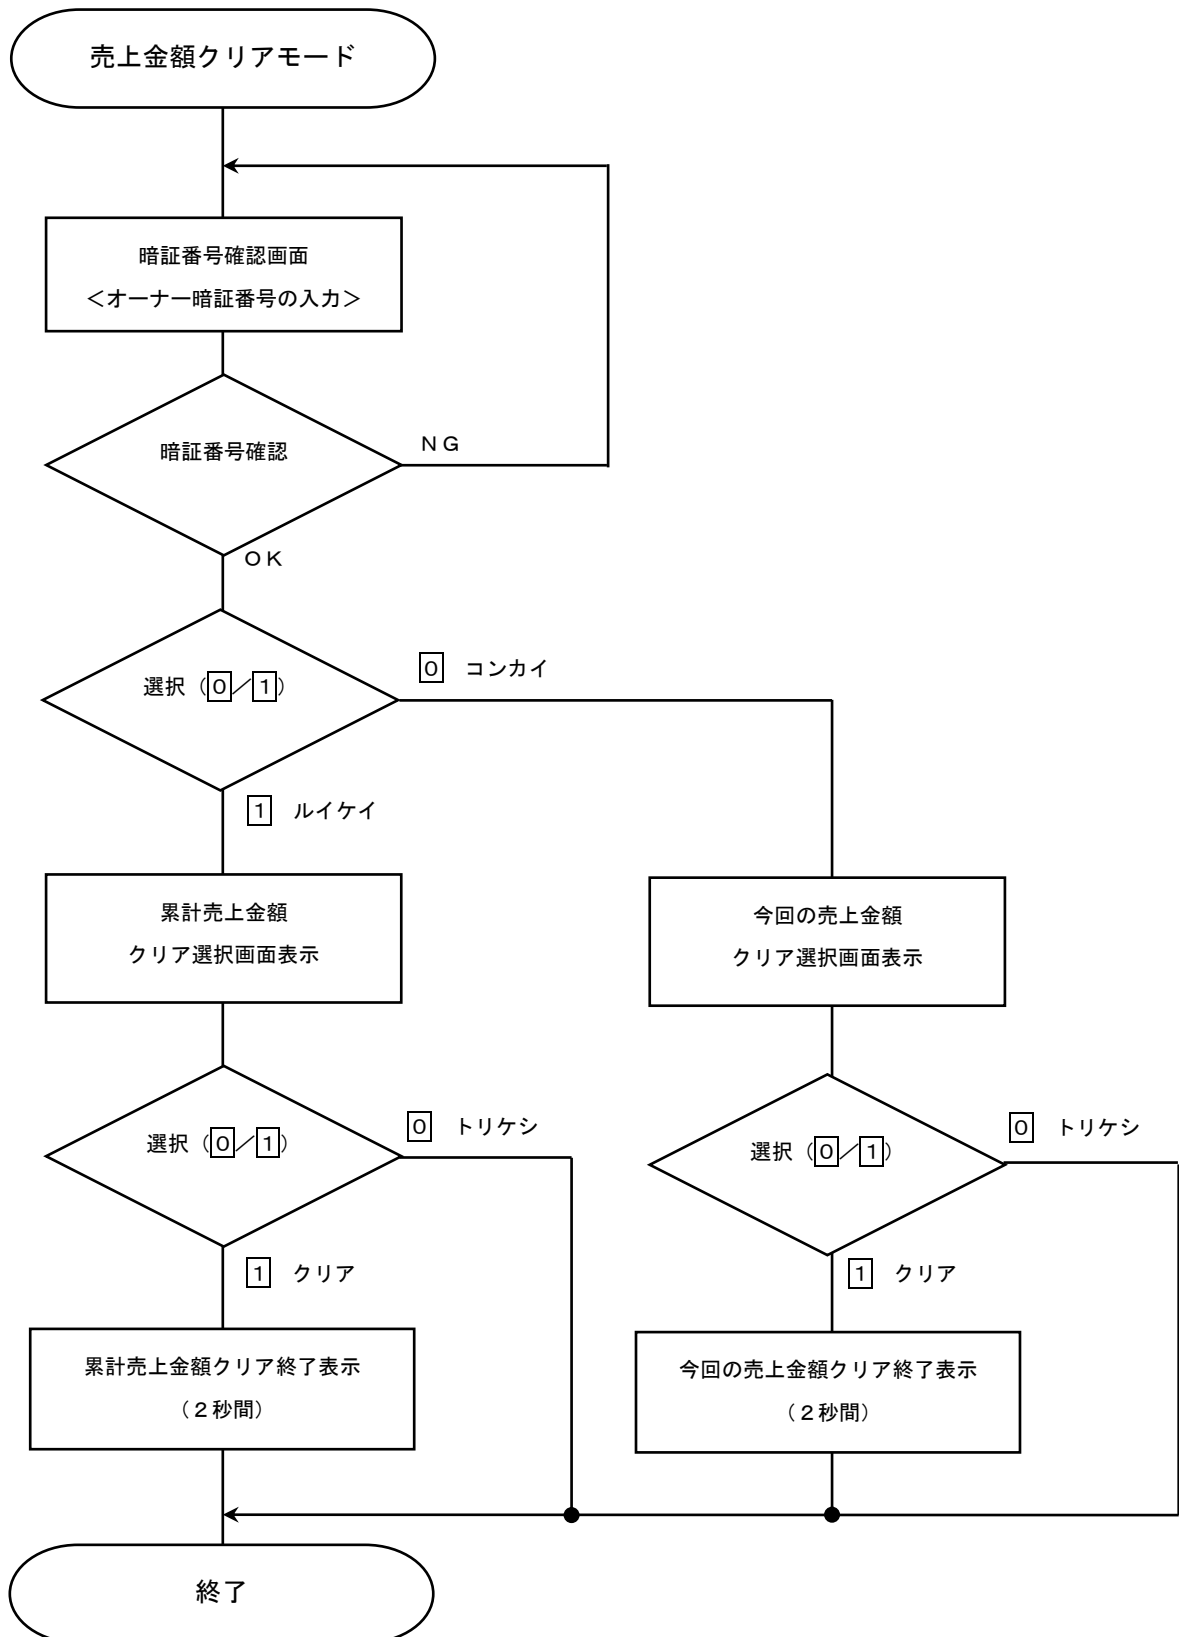 売上金額クリアモード
暗証番号確認画面
＜オーナー暗証番号の入力＞
暗証番号確認
ＮＧ
ＯＫ
選択（０／１）
０　コンカイ
１　ルイケイ
累計売上金額
クリア選択画面表示
今回の売上金額
クリア選択画面表示
選択（０／１）
０　トリケシ
選択（０／１）
０　トリケシ
１　クリア
１　クリア
累計売上金額クリア終了表示
（２秒間）
今回の売上金額クリア終了表示
（２秒間）
終了